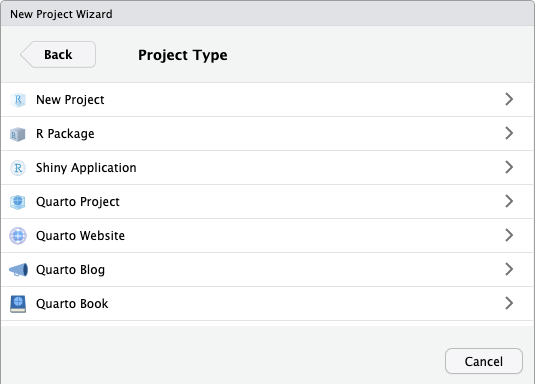 New Project Wizard
Back
Project Type
New Project
R Package
Shiny Application
Quarto Project
Quarto Website
Quarto Blog
Quarto Book
Cancel